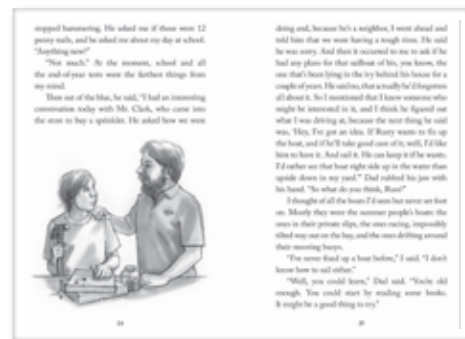 stopped hammering. He asked me if those were 12
penny nails, and he asked me about my day at school.
"Anything new?"
"Not much." At the moment, school and all
the end-of-year tests were the farthest things from
my mind.
Then out of the blue, he said, "I had an interesting
conversation today with Mr. Clark, who came into
the store to buy a sprinkler. He asked how we were
24
doing and, because he's a neighbor, I went ahead and
told him that we were having a tough time. He said
he was sorry. And then it occurred to me to ask if he
had any plans for that sailboat of his, you know, the
one that's been lying in the ivy behind his house for a
couple of years. He said no, that actually he'd forgotten
all about it. So I mentioned that I knew someone who
might be interested in it, and I think he figured out
what I was driving at, because the next thing he said
was, 'Hey, I've got an idea. If Rusty wants to fix up
the boat, and if he'll take good care of it, well, I'd like
him to have it. And sail it. He can keep it if he wants.
I'd rather see that boat right side up in the water than
upside down in my yard.'" Dad rubbed his jaw with
his hand. "So what do you think, Russ?"
I thought of all the boats I'd seen but never set foot
on. Mostly they were the summer people's boats: the
ones in their private slips, the ones racing, impossibly
tilted way out on the bay, and the ones drifting around
their mooring buoys.
"I've never fixed up a boat before," I said. "I don't
know how to sail either."
"Well, you could learn," Dad said. "You're old
enough. You could start by reading some books.
It might be a good thing to try."
25